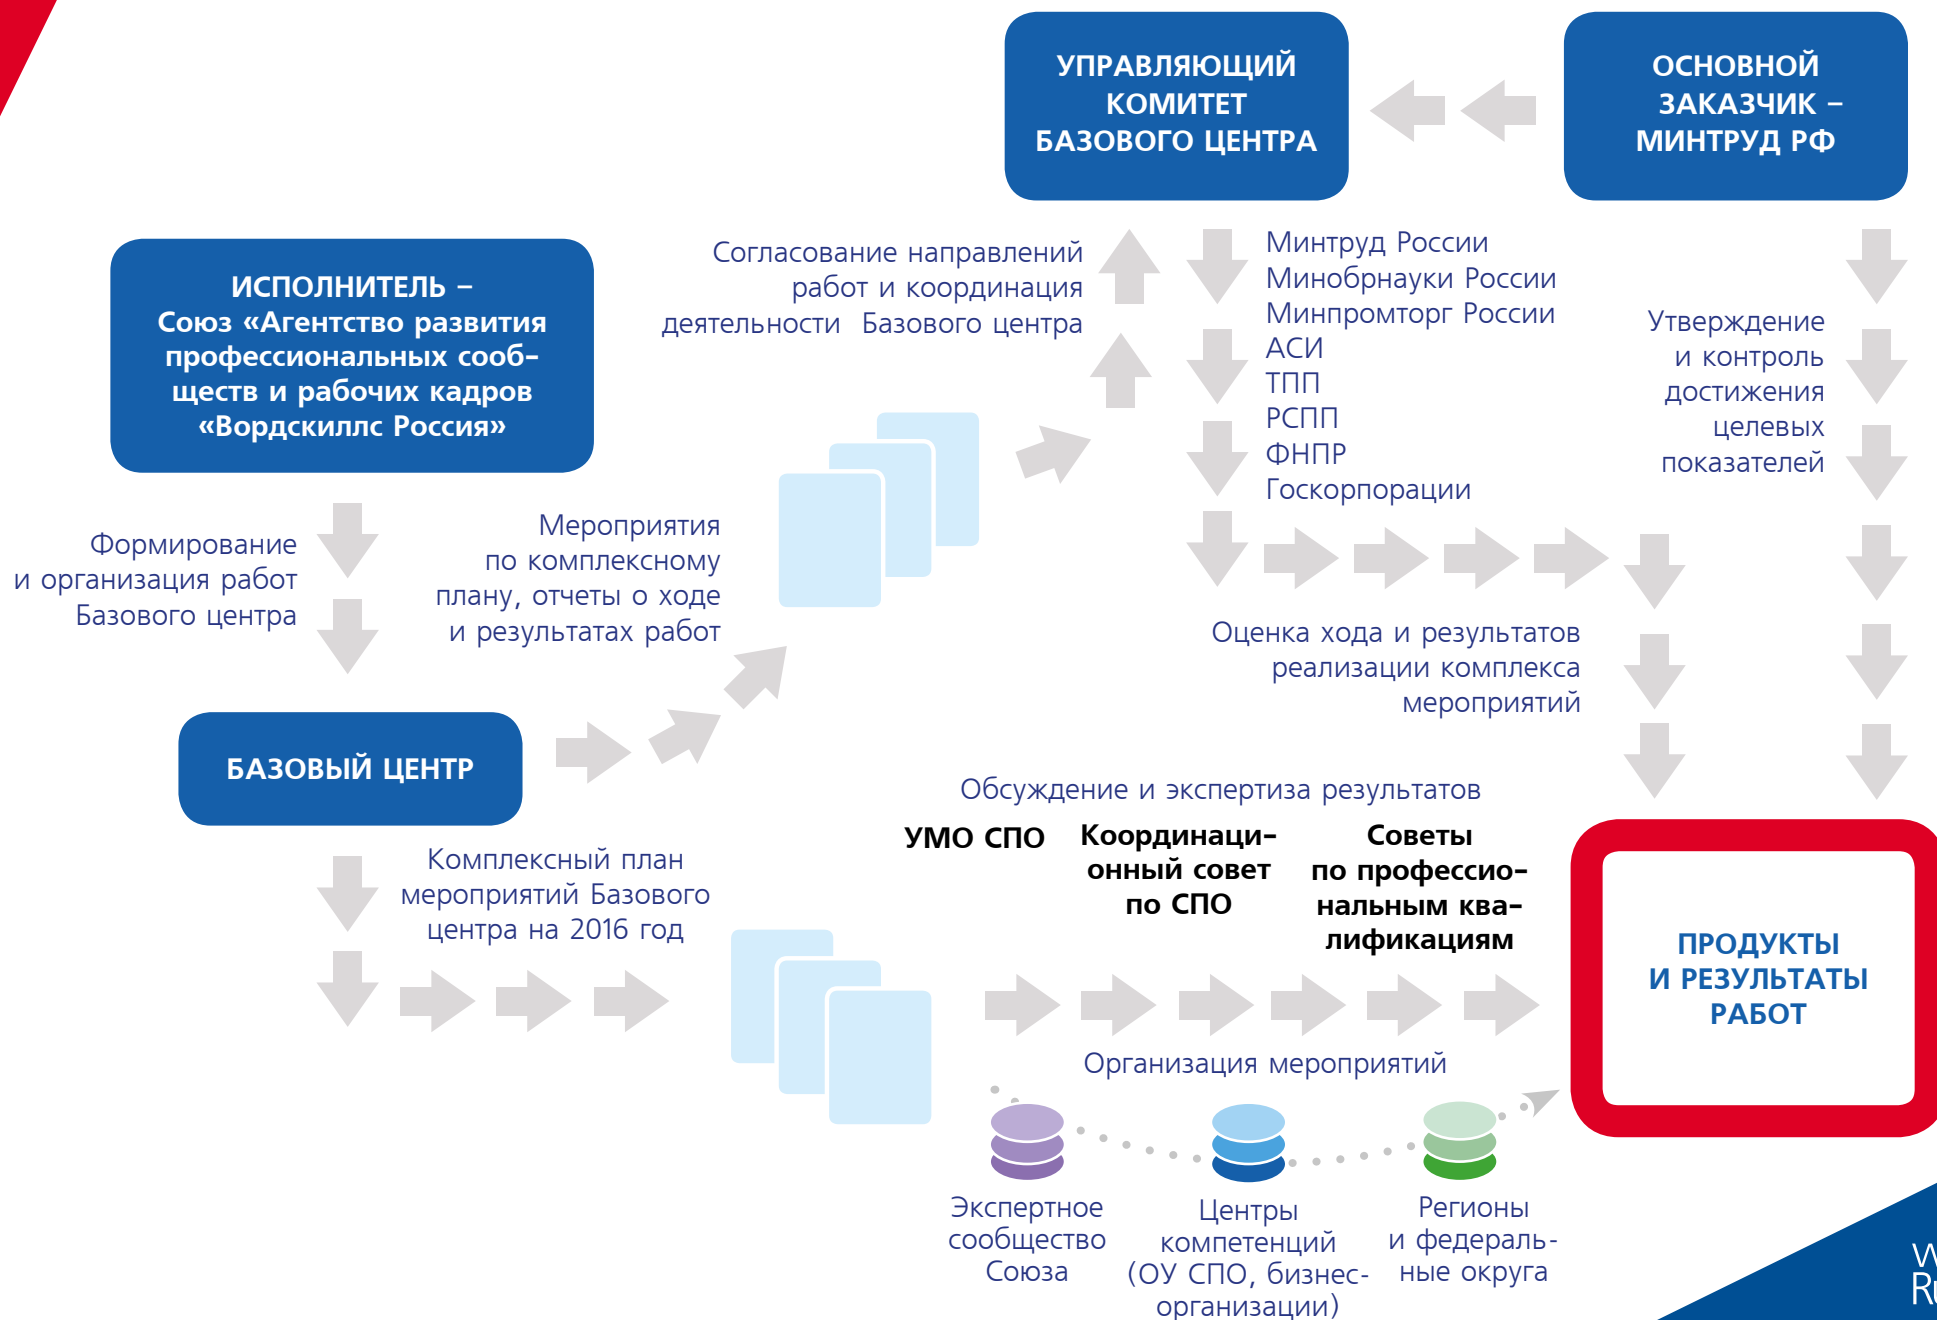 УПРАВЛЯЮЩИЙ
КОМИТЕТ
БАЗОВОГО ЦЕНТРА
ОСНОВНОЙ
ЗАКАЗЧИК –
МИНТРУД РФ
ИСПОЛНИТЕЛЬ –
Союз «Агентство развития
профессиональных сооб-
ществ и рабочих кадров
«Вордскиллс Россия»
Согласование направлений
работ и координация
деятельности Базового центра
Минтруд России
Минобрнауки России
Минпромторг России
АСИ
ТПП
РСПП
ФНПР
Госкорпорации
Утверждение
и контроль
достижения
целевых
показателей
Формирование
и организация работ
Базового центра
Мероприятия
по комплексному
плану, отчеты о ходе
и результатах работ
Оценка хода и результатов
реализации комплекса
мероприятий
БАЗОВЫЙ ЦЕНТР
Комплексный план
мероприятий Базового
центра на 2016 год
Обсуждение и экспертиза результатов
УМО СПО
Координаци-
онный совет
по СПО
Советы
по профессио-
нальным ква-
лификациям
ПРОДУКТЫ
И РЕЗУЛЬТАТЫ
РАБОТ
Организация мероприятий
Экспертное
сообщество
Союза
Центры
компетенций
(ОУ СПО, бизнес-
организации)
Регионы
и федераль-
ные округа